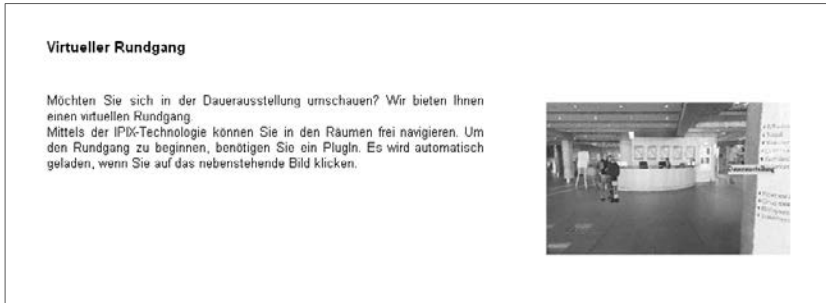 Virtueller Rundgang
Möchten Sie sich in der Dauerausstellung umschauen? Wir bieten Ihnen
einen virtuellen Rundgang.
Mittels der IPIX-Technologie können Sie in den Räumen frei navigieren. Um
den Rundgang zu beginnen, benötigen Sie ein PlugIn. Es wird automatisch
geladen, wenn Sie auf das nebenstehende Bild klicken.
Dauerausstellung